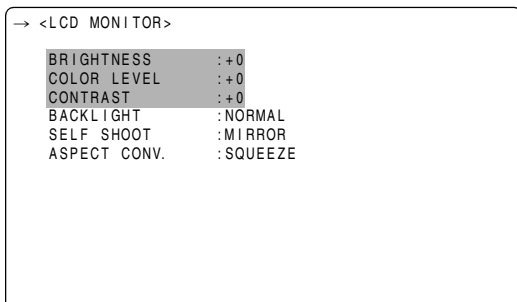 → <LCD MONITOR>
BRIGHTNESS :+0
COLOR LEVEL :+0
CONTRAST :+0
BACKLIGHT :NORMAL
SELF SHOOT :MIRROR
ASPECT CONV. :SQUEEZE